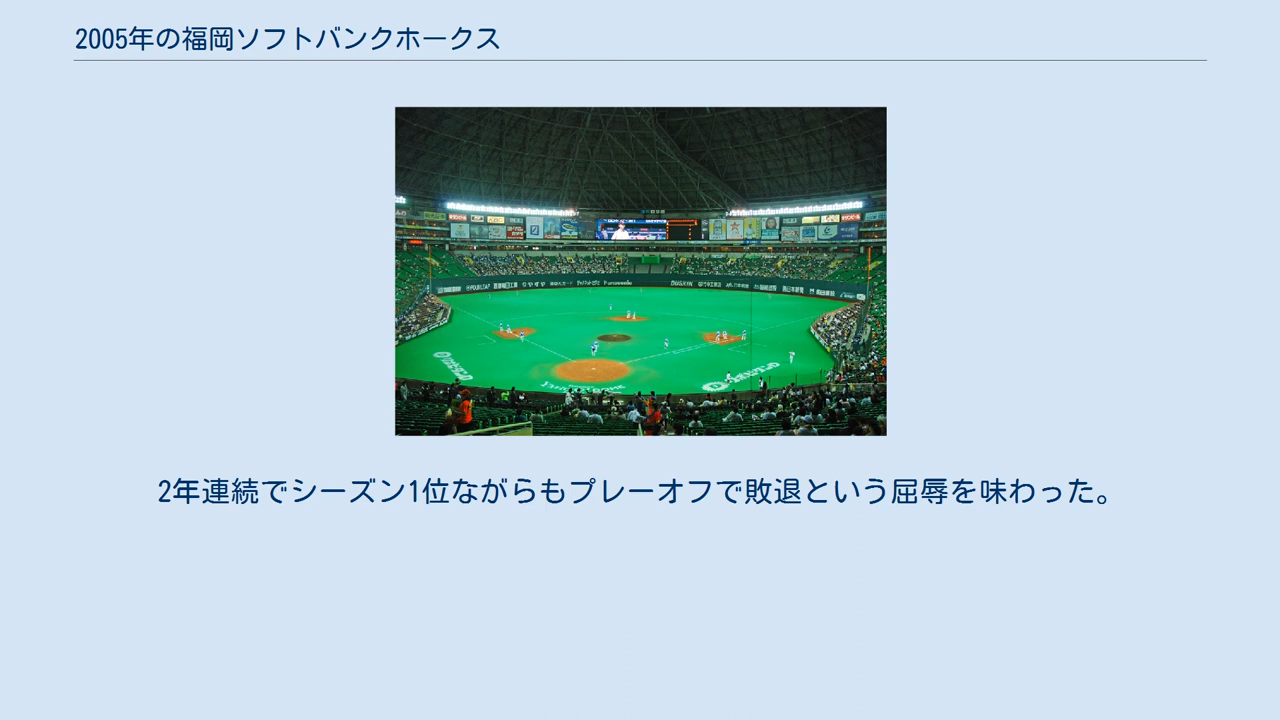 2005年の福岡ソフトバンクホークス
2年連続でシーズン1位ながらもプレーオフで敗退という屈辱を味わった。